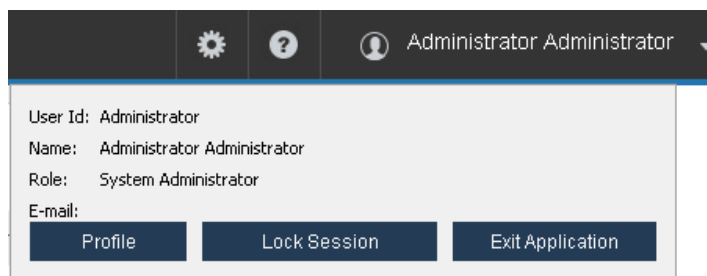 Administrator Administrator
User Id: Administrator
Name: Administrator Administrator
Role: System Administrator
E-mail:
Profile Lock Session Exit Application